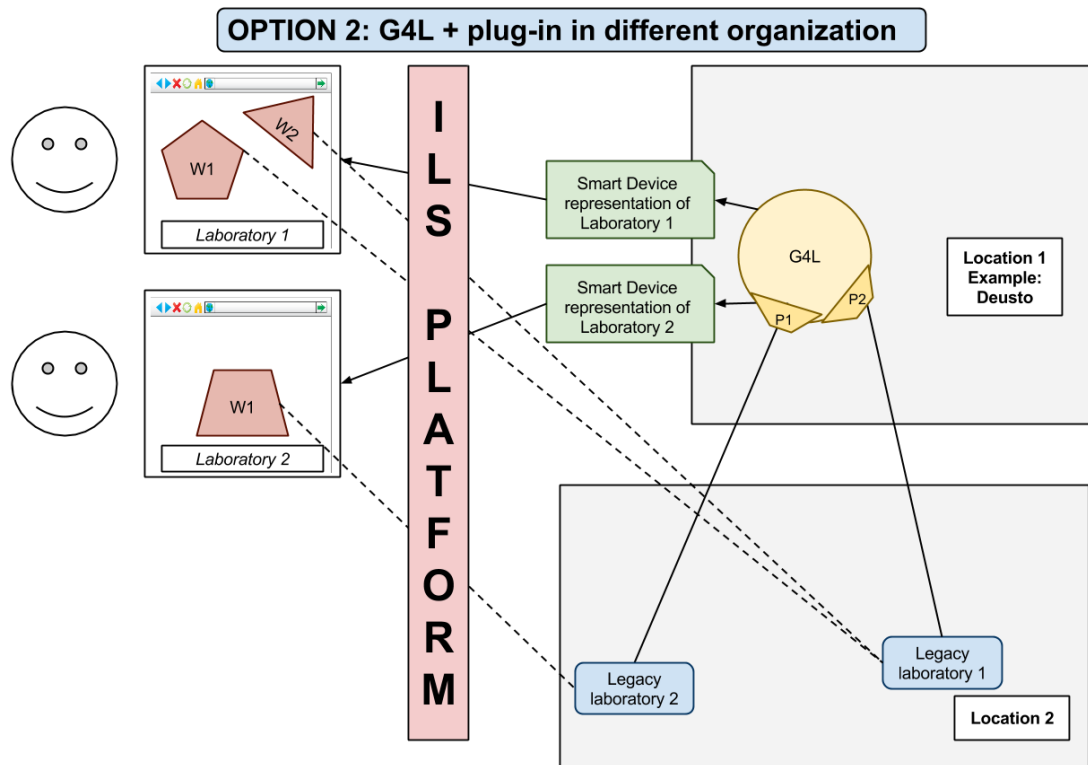 OPTION 2: G4L + plug-in in different organization
W1
W2
Laboratory 1
W1
Laboratory 2
I
L
S
P
L
A
T
F
O
R
M
Smart Device
representation of
Laboratory 1
Smart Device
representation of
Laboratory 2
G4L
P1
P2
Location 1
Example:
Deusto
Legacy
laboratory 2
Legacy
laboratory 1
Location 2